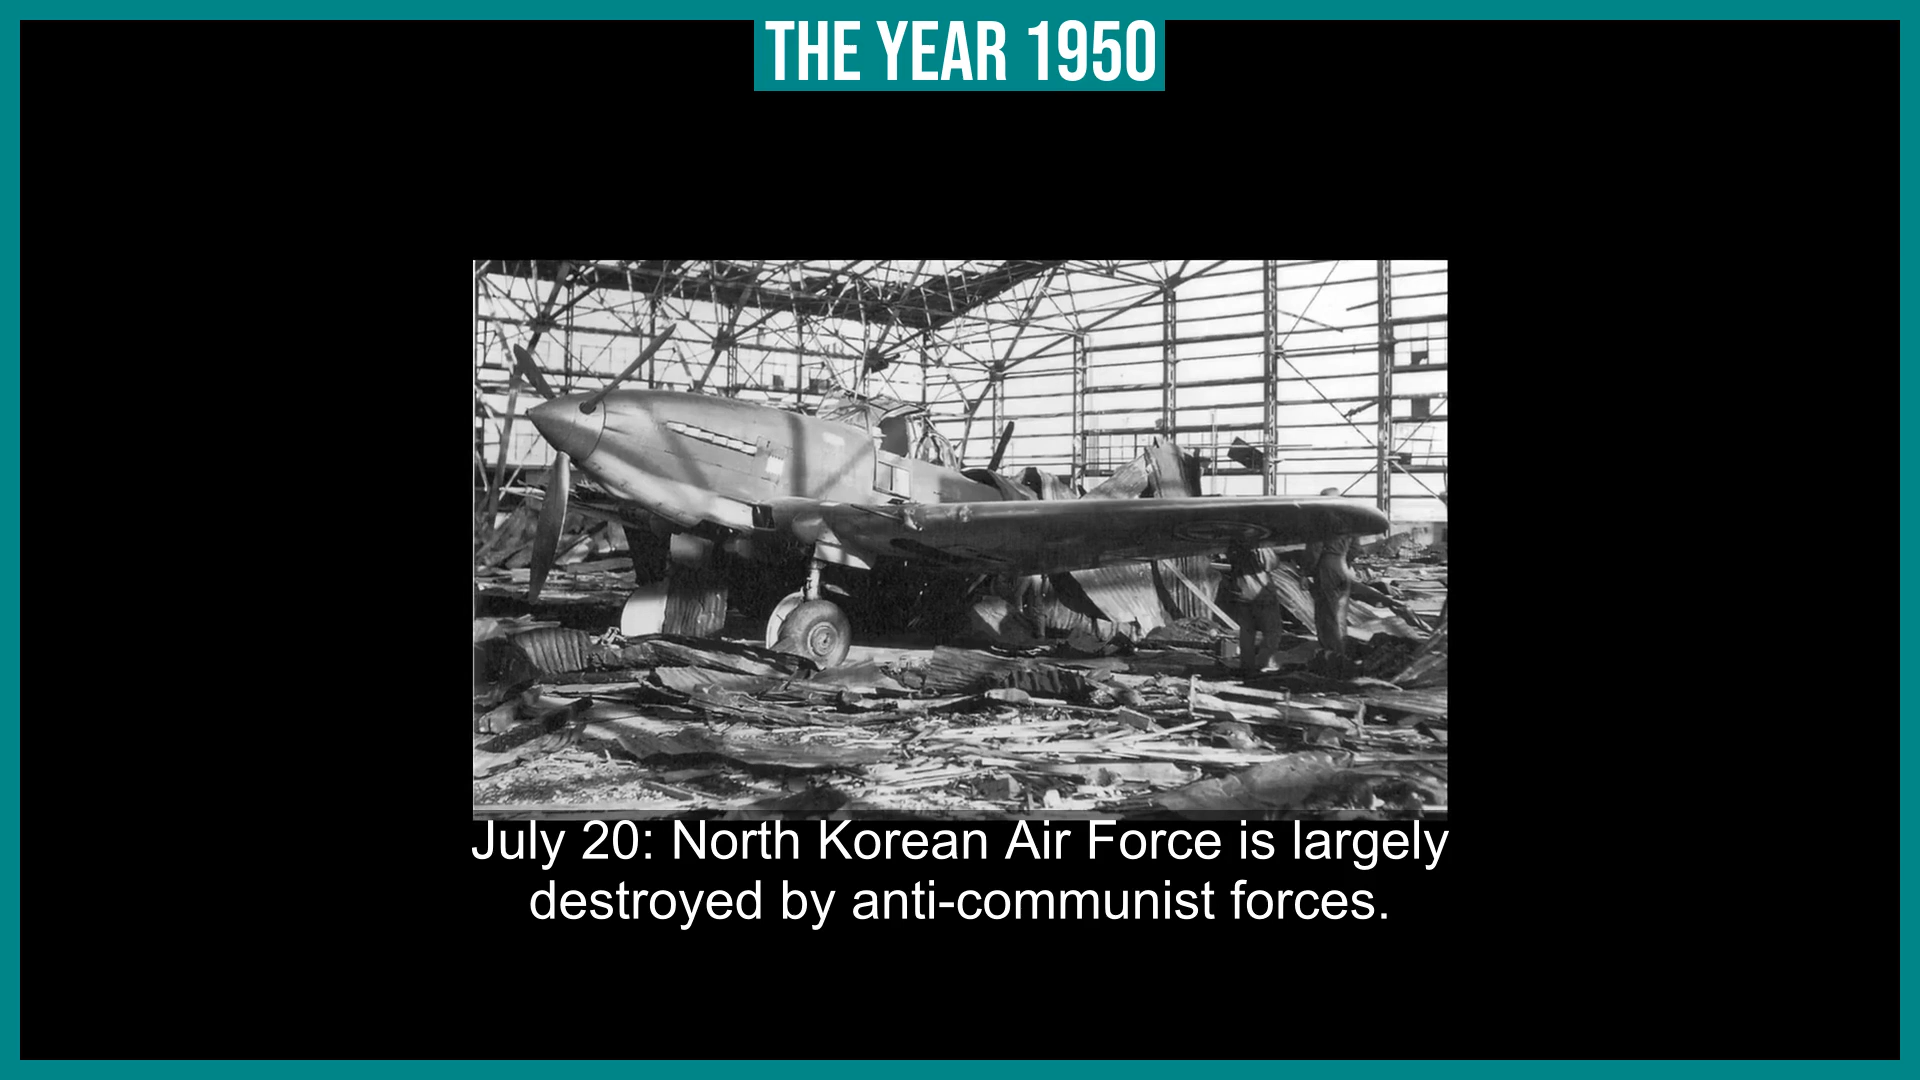 THE YEAR 1950
July 20: North Korean Air Force is largely
destroyed by anti-communist forces.